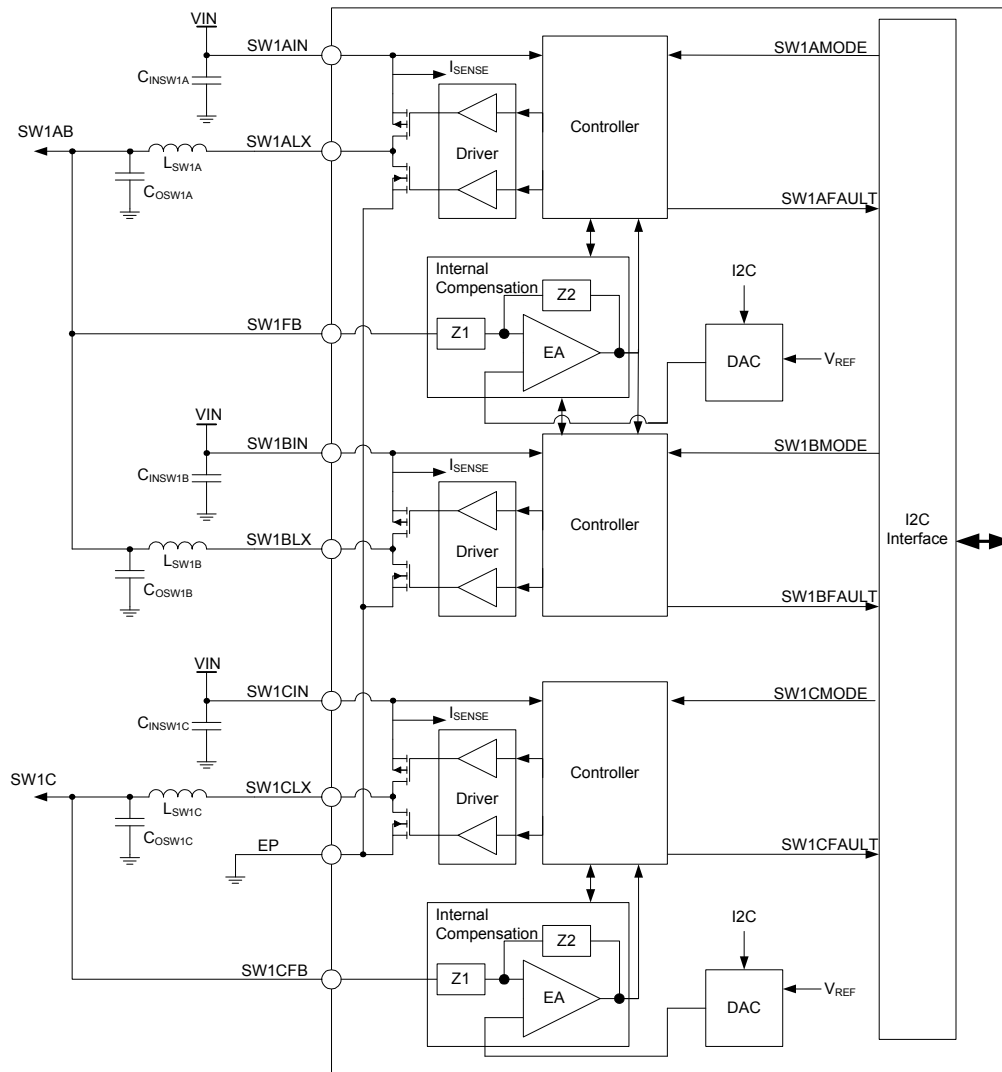 VIN
SW1AIN
SW1AMODE
ISENSE
CINSW1A
Controller
SW1AB
SW1ALX
Driver
LSW1A
COSW1A
SW1AFAULT
Internal
Compensation
I2C
Z2
SW1FB
Z1
EA
DAC
VREF
VIN
SW1BIN
SW1BMODE
ISENSE
CINSW1B
Controller
I2C
Interface
SW1BLX
Driver
LSW1B
COSW1B
SW1BFAULT
VIN
SW1CIN
SW1CMODE
ISENSE
CINSW1C
Controller
SW1C
SW1CLX
Driver
LSW1C
COSW1C
EP
SW1CFAULT
Internal
Compensation
I2C
Z2
SW1CFB
Z1
EA
DAC
VREF